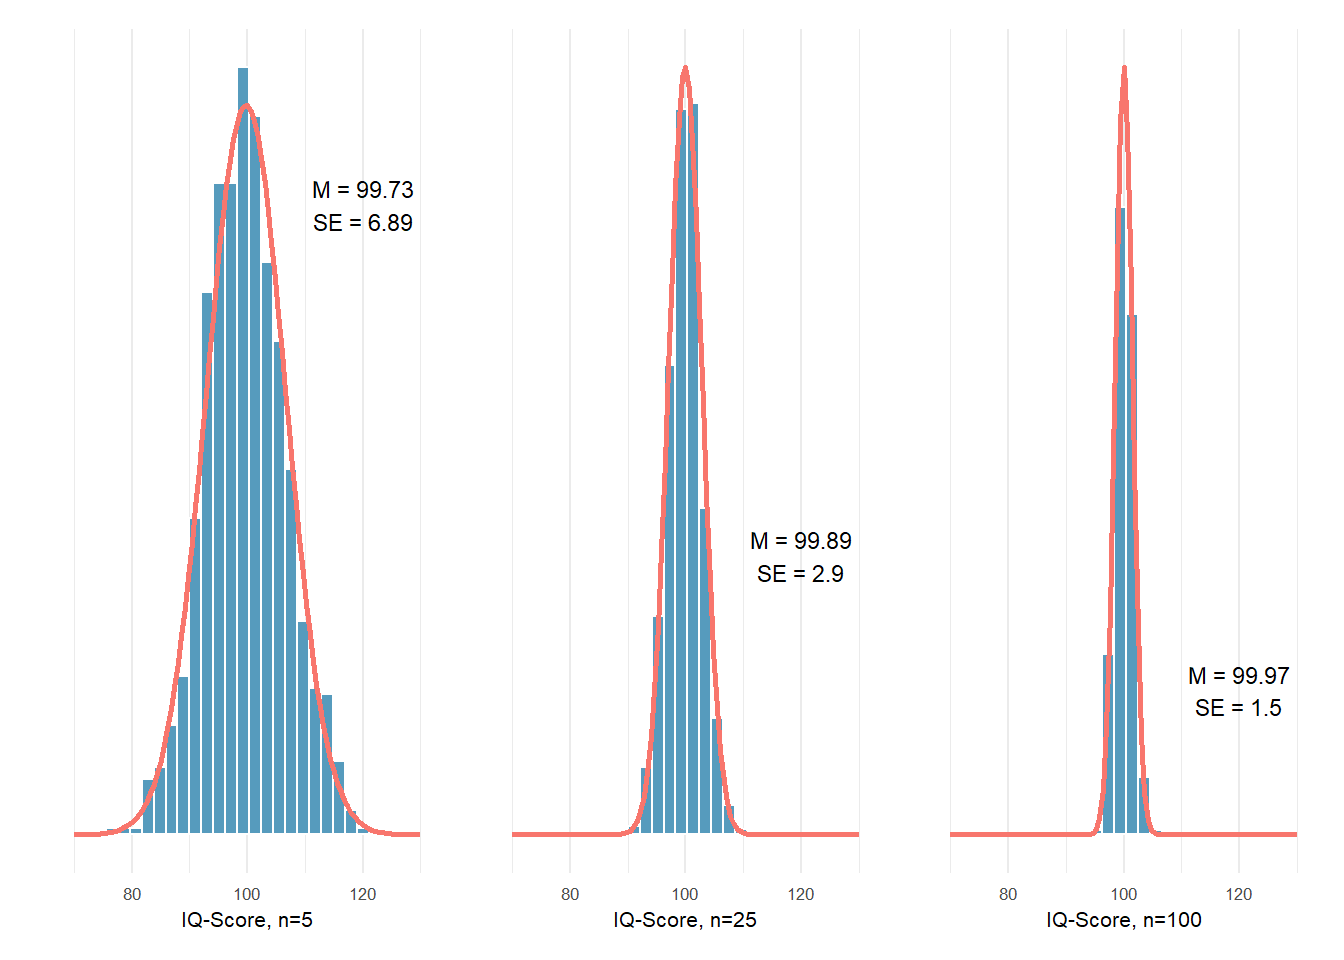 M = 99.73
SE = 6.89
80 100 120
IQ-Score, n=5
M = 99.89
SE = 2.9
80 100 120
IQ-Score, n=25
M = 99.97
SE = 1.5
80 100 120
IQ-Score, n=100